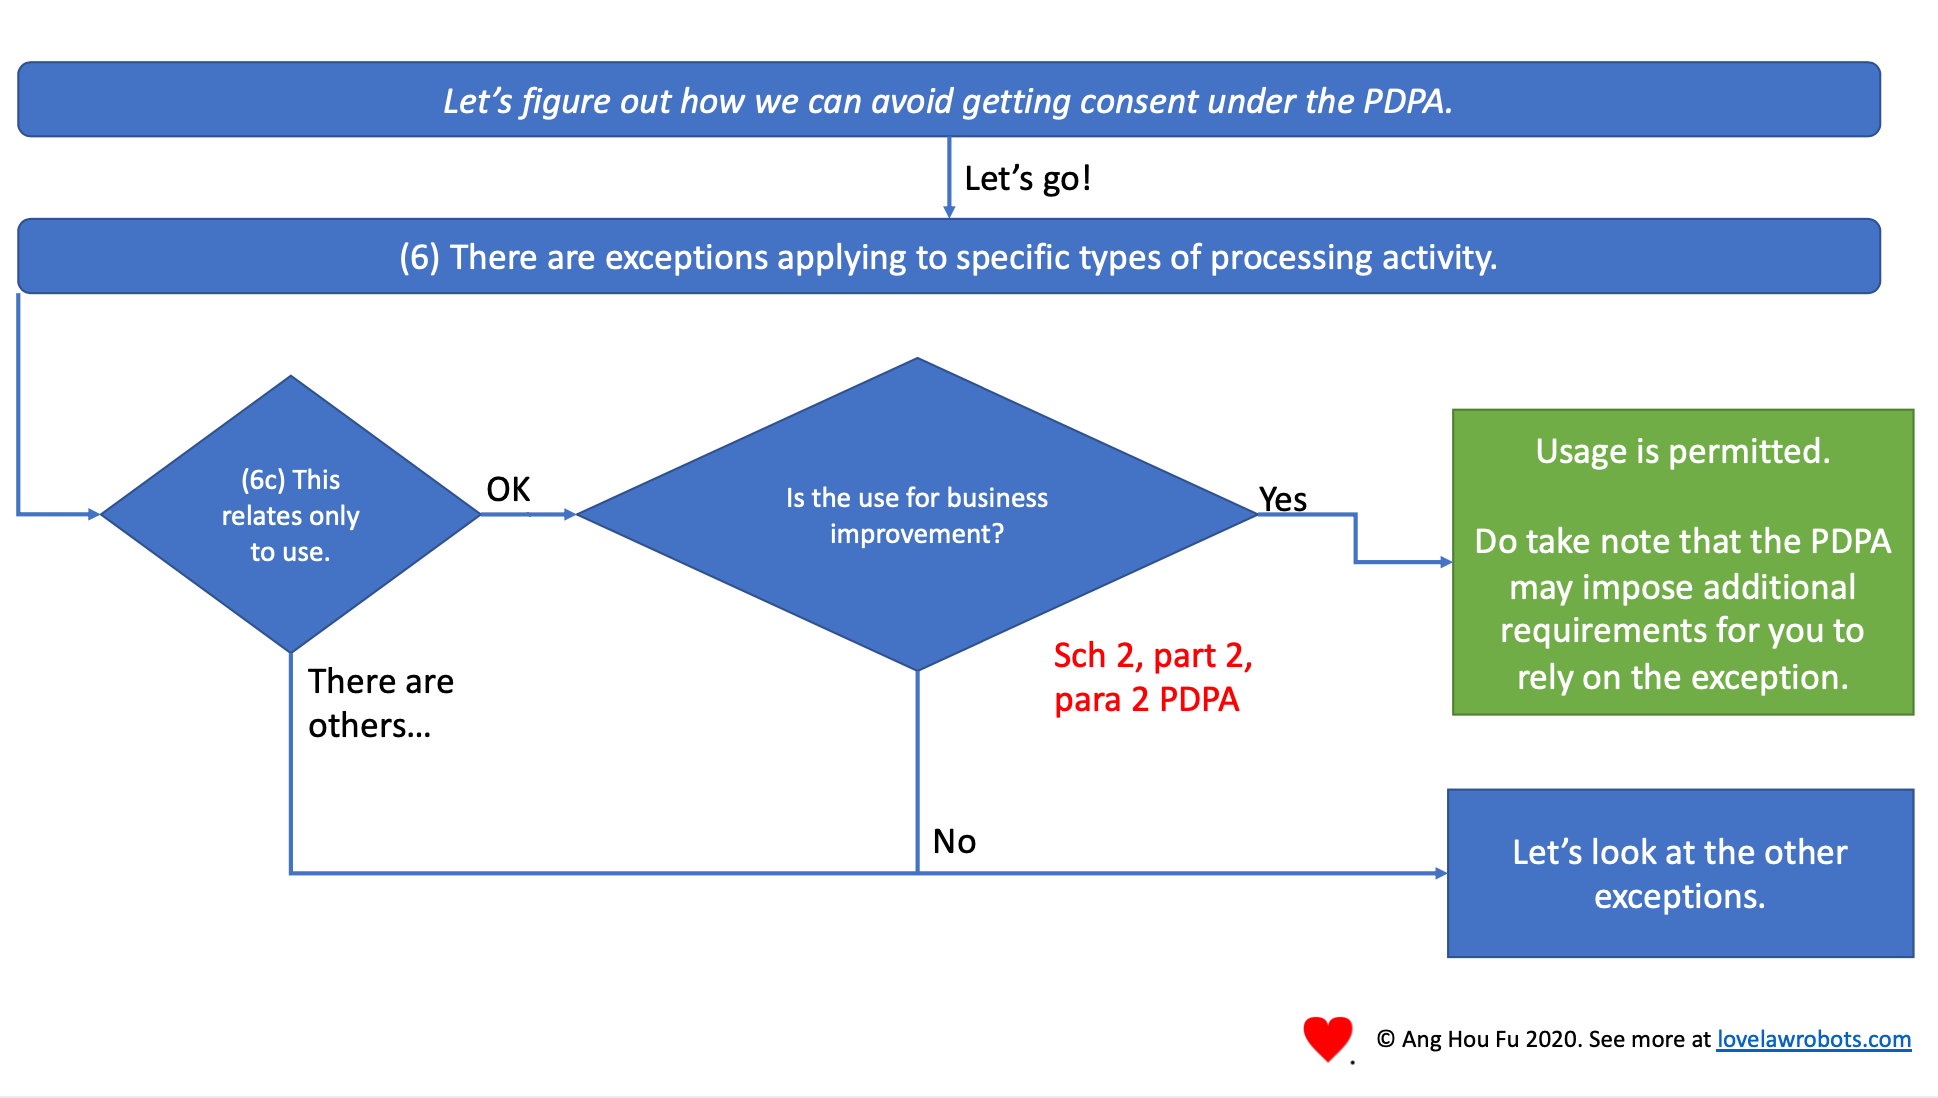 Let’s figure out how we can avoid getting consent under the PDPA.
Let’s go!
(6) There are exceptions applying to specific types of processing activity.
(6c) This
relates only
to use.
OK
Is the use for business
improvement?
Yes
Usage is permitted.
Do take note that the PDPA
may impose additional
requirements for you to
rely on the exception.
Sch 2, part 2,
para 2 PDPA
There are
others...
No
Let’s look at the other
exceptions.
© Ang Hou Fu 2020. See more at lovelawrobots.com